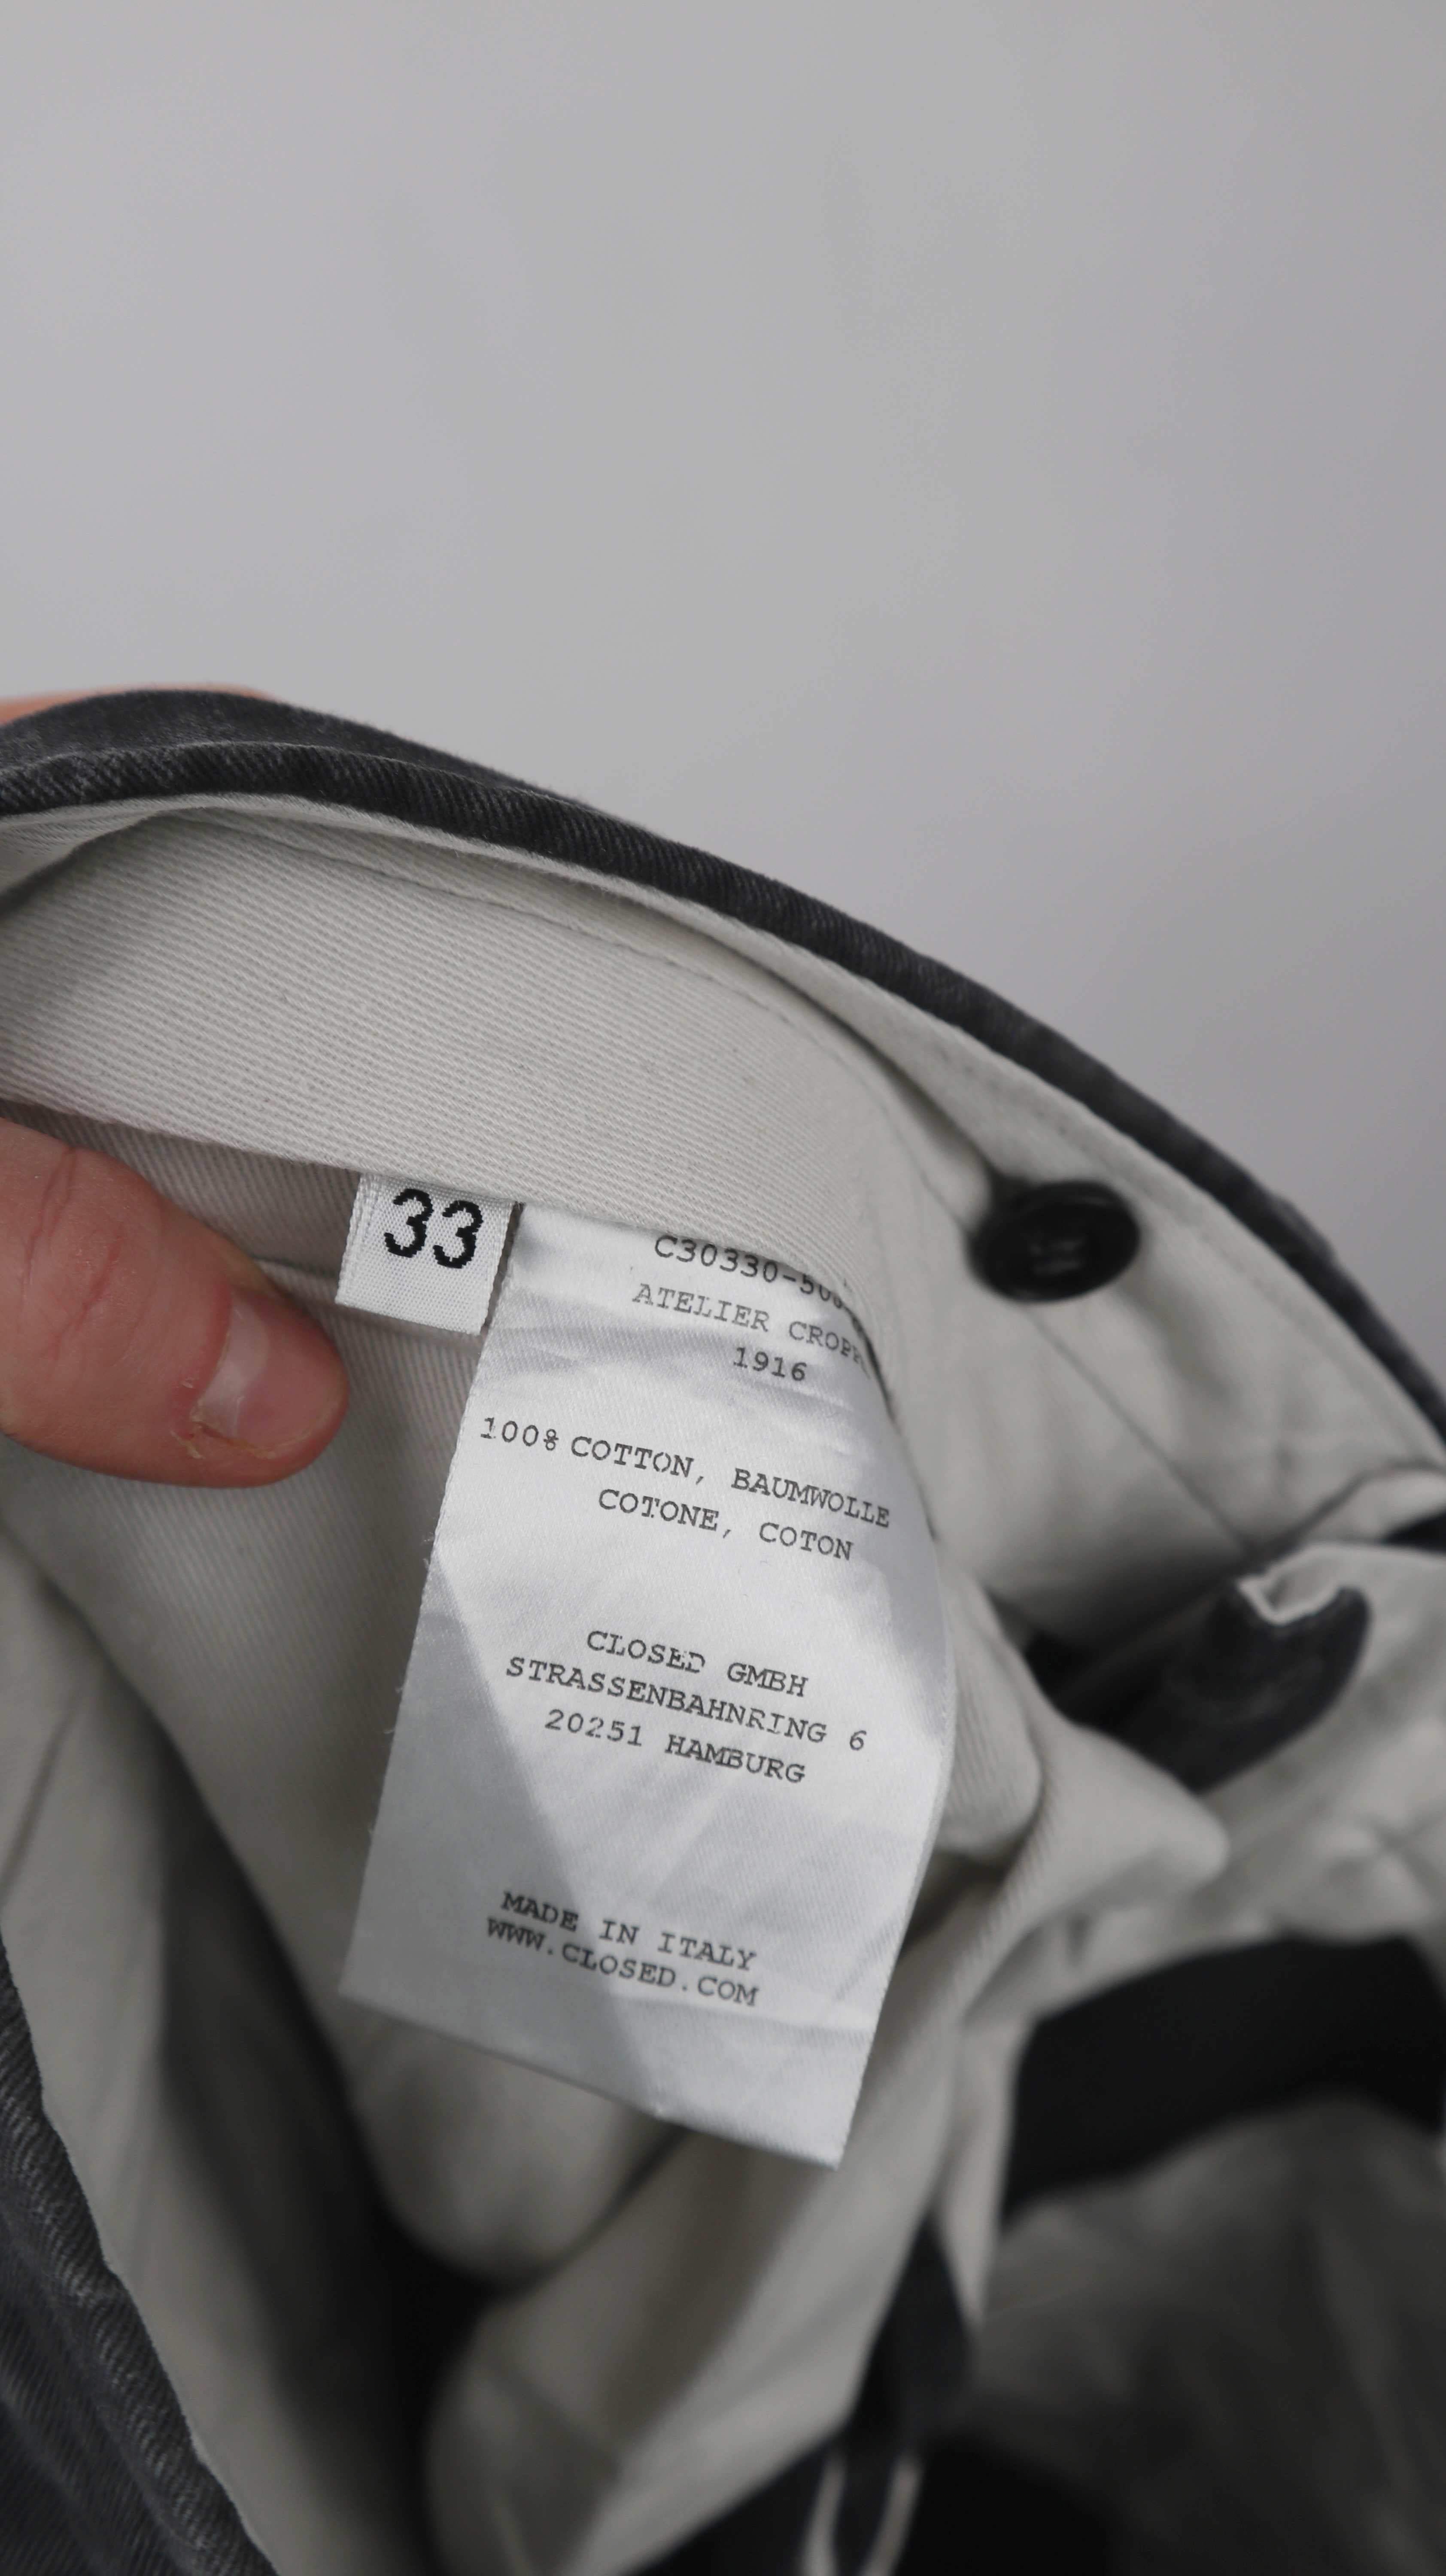 33
C30330-50
ATELIER CROPP
1916
100% COTTON, BAUMWOLLE
COTONE, COTON
CLOSED GMBH
STRASSENBAHNRING 6
20251 HAMBURG
MADE IN ITALY
WWW.CLOSED.COM